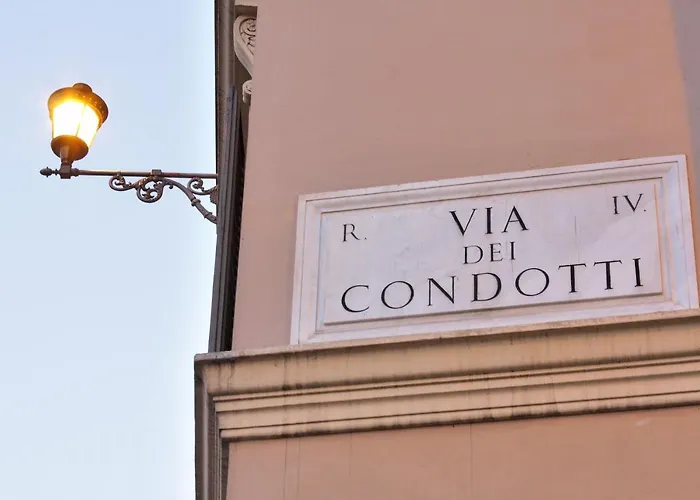 R. VIA IV.
DEI
CONDOTTI